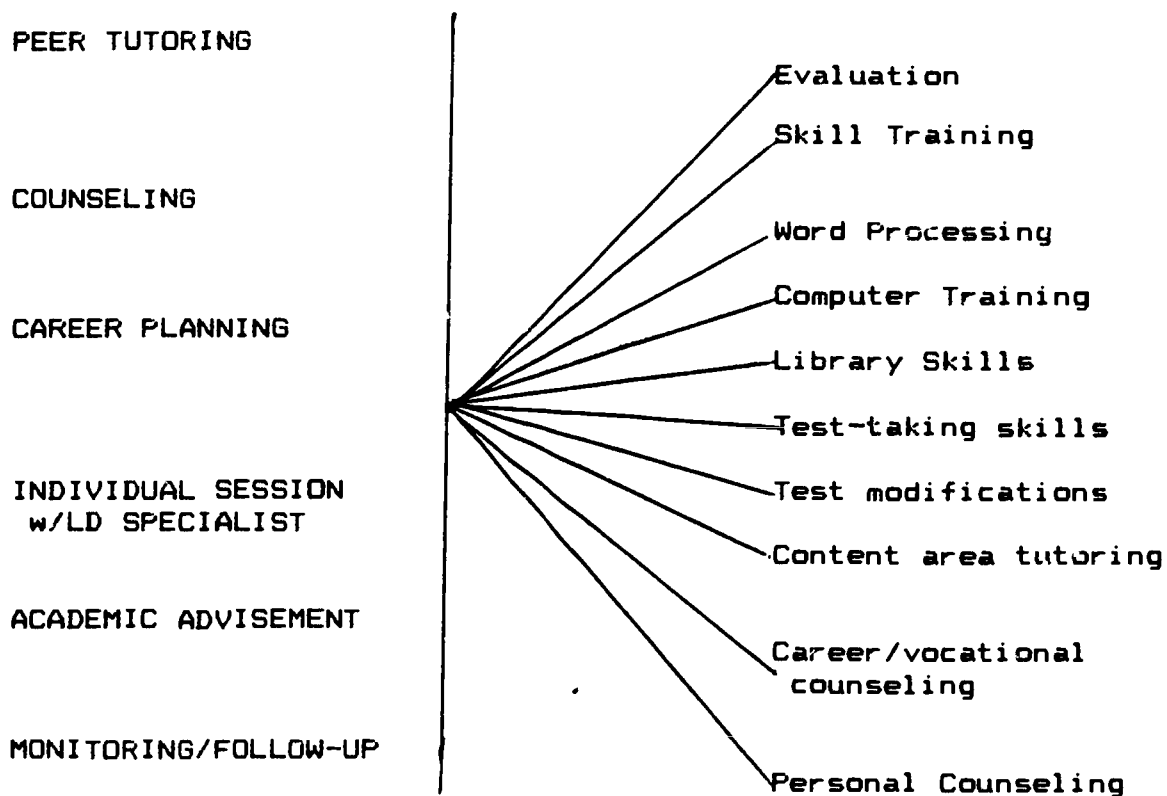 PEER TUTORING
COUNSELING
CAREER PLANNING
INDIVIDUAL SESSION
w/LD SPECIALIST
ACADEMIC ADVISEMENT
MONITORING/FOLLOW-UP
Evaluation
Skill Training
Word Processing
Computer Training
Library Skills
Test-taking skills
Test modifications
Content area tutoring
Career/vocational
counseling
Personal Counseling